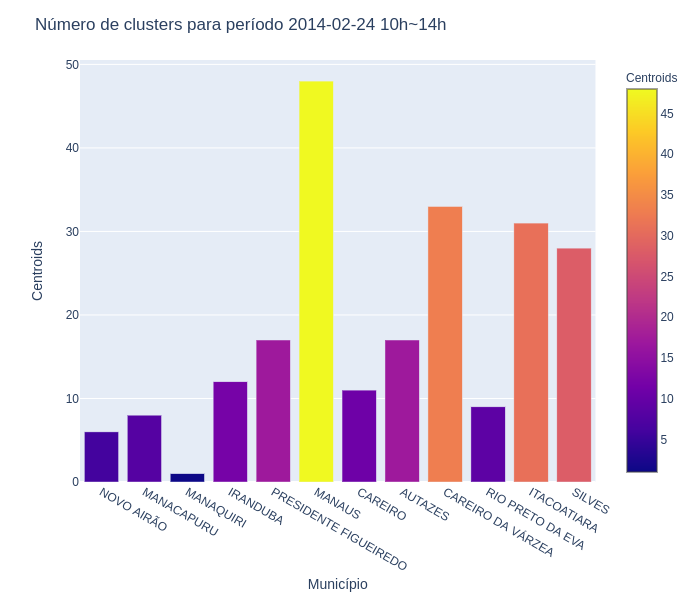 Número de clusters para período 2014-02-24 10h~14h
Centroids
50
40
30
20
10
0
Centroids
45
40
35
30
25
20
15
10
5
NOVO AIRÃO
MANACAPURU
MANAQUIRI
IRANDUBA
PRESIDENTE FIGUEIREDO
MANAUS
CAREIRO
AUTAZES
CAREIRO DA VÁRZEA
RIO PRETO DA EVA
ITACOATIARA
SILVES
Município